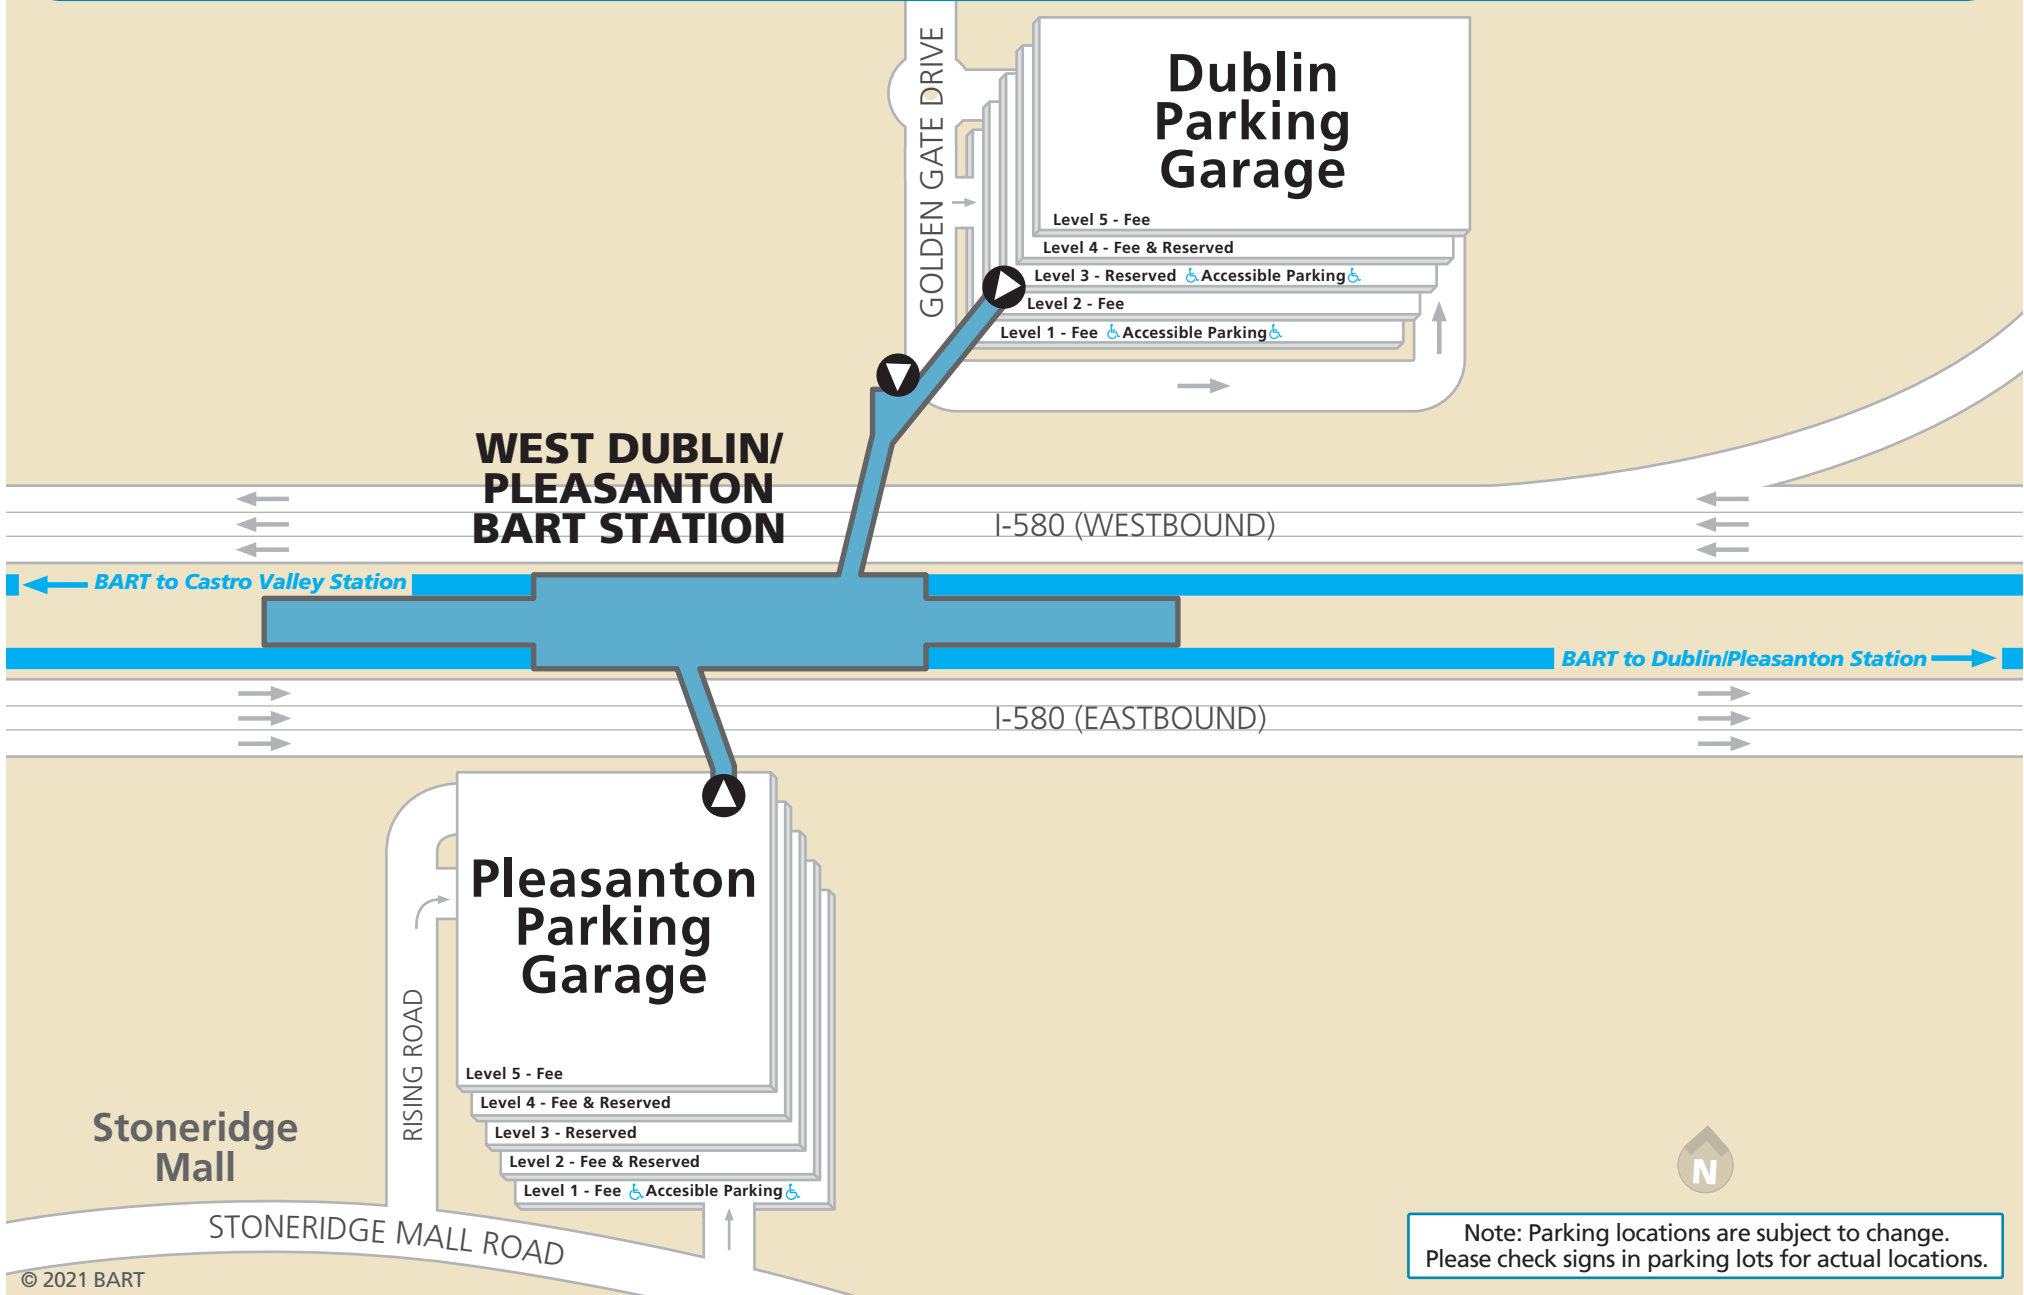 GOLDEN GATE DRIVE
Dublin
Parking
Garage
Level 5 - Fee
Level 4 - Fee & Reserved
Level 3 - Reserved Accessible Parking
Level 2 - Fee
Level 1 - Fee Accessible Parking
WEST DUBLIN/
PLEASANTON
BART STATION
I-580 (WESTBOUND)
BART to Castro Valley Station
BART to Dublin/Pleasanton Station
I-580 (EASTBOUND)
Pleasanton
Parking
Garage
RISING ROAD
Level 5 - Fee
Level 4 - Fee & Reserved
Level 3 - Reserved
Level 2 - Fee & Reserved
Level 1 - Fee Accesible Parking
Stoneridge
Mall
STONERIDGE MALL ROAD
N
Note: Parking locations are subject to change.
Please check signs in parking lots for actual locations.
© 2021 BART